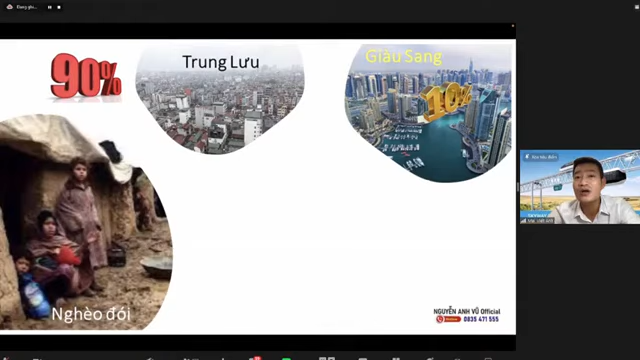 90%
Trung Lưu
Giàu Sang
10%
Nghèo đói
NGUYỄN ANH VŨ Official
0835 471 555